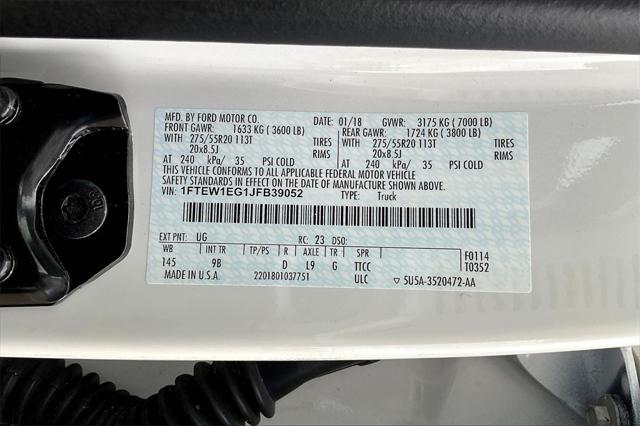 MFD. BY FORD MOTOR CO. DATE: 01/18 GVWR: 3175 KG ( 7000 LB)
FRONT GAWR: 1633 KG ( 3600 LB) REAR GAWR: 1724 KG ( 3800 LB)
WITH 275/55R20 113T TIRES WITH 275/55R20 113T TIRES
20x8.5J RIMS 20x8.5J RIMS
AT 240 kPa/ 35 PSI COLD AT 240 kPa/ 35 PSI COLD
THIS VEHICLE CONFORMS TO ALL APPLICABLE FEDERAL MOTOR VEHICLE
SAFETY STANDARDS IN EFFECT ON THE DATE OF MANUFACTURE SHOWN ABOVE.
VIN: 1FTEW1EG1JFB39052 TYPE: Truck
EXT PNT: UG RC: 23 DSO: F0114
WB INT TR TP/PS R AXLE TR SPR T0352
145 9B D L9 G TTCC
MADE IN U.S.A. 2201801037751 ULC ▽ 5U5A-3520472-AA